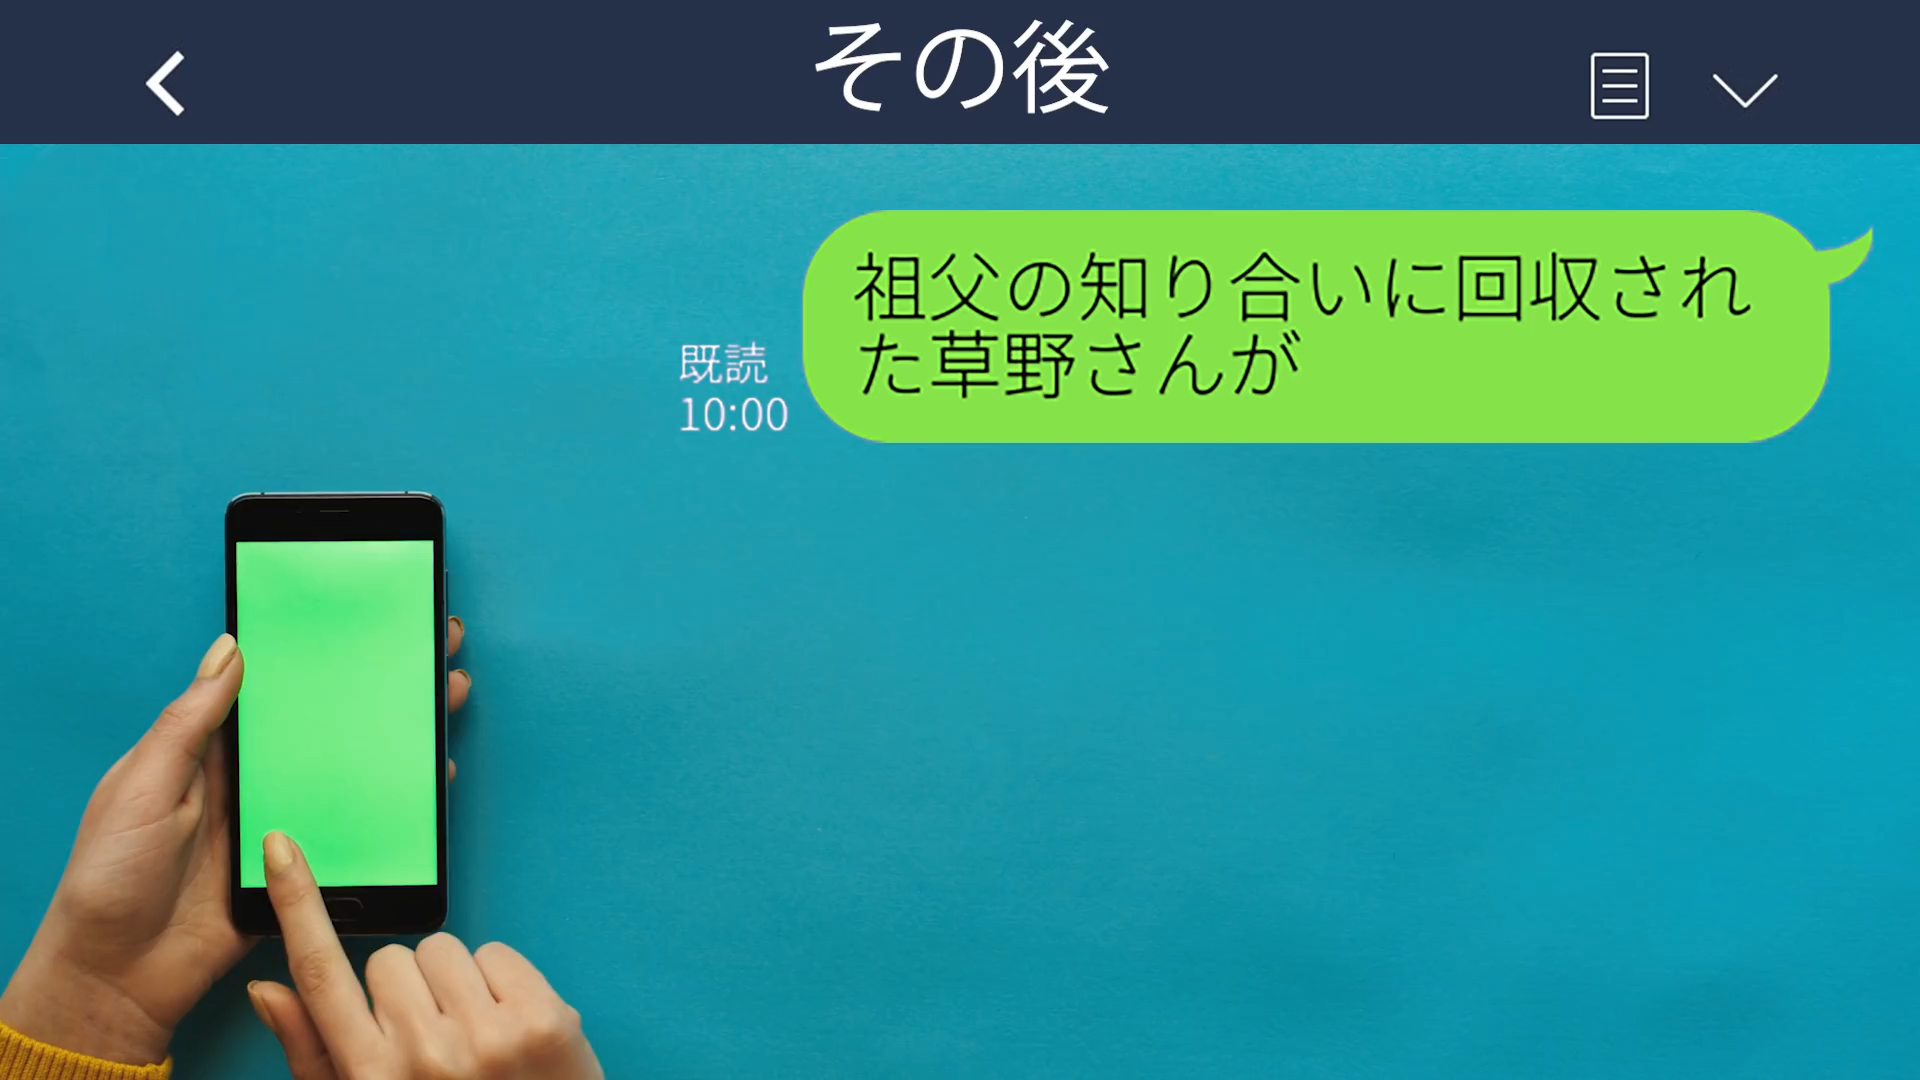 その後
祖父の知り合いに回収され
た草野さんが
既読
10:00